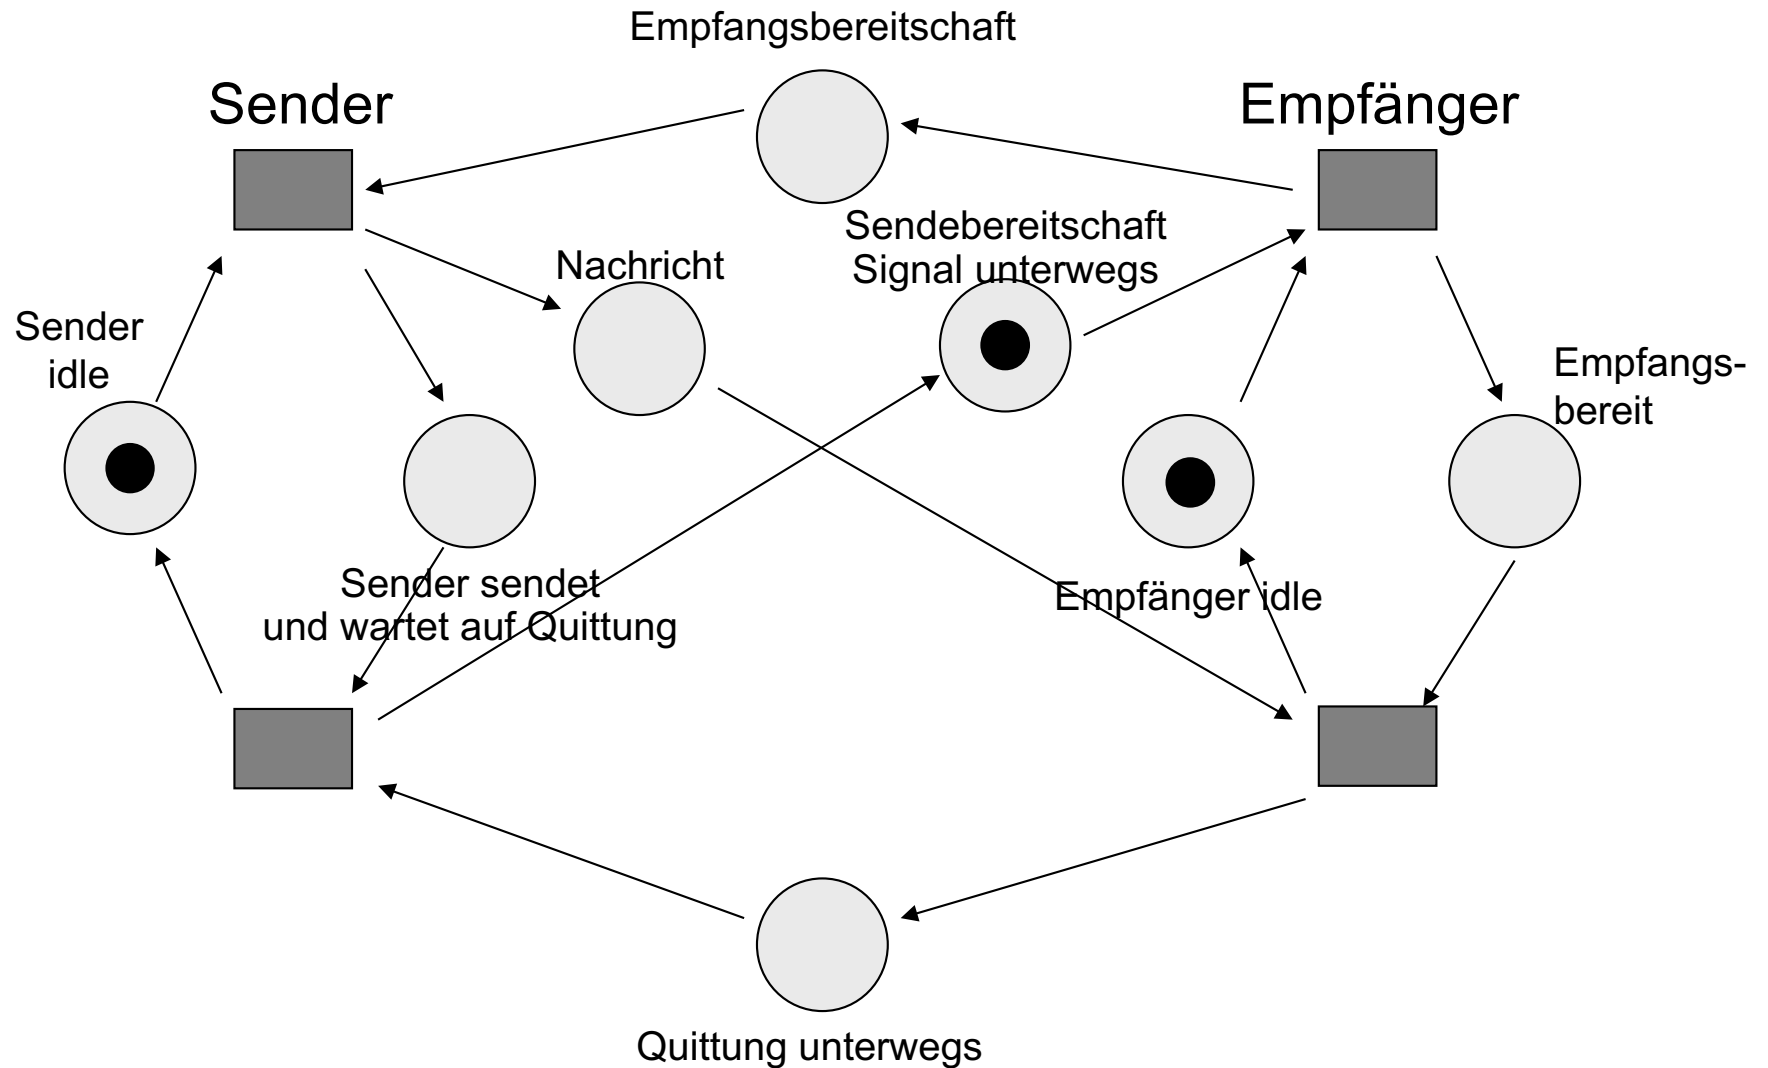 Empfangsbereitschaft
Sender
Empfänger
Sendebereitschaft
Signal unterwegs
Nachricht
Sender
idle
Empfangs-
bereit
Sender sendet
und wartet auf Quittung
Empfänger idle
Quittung unterwegs